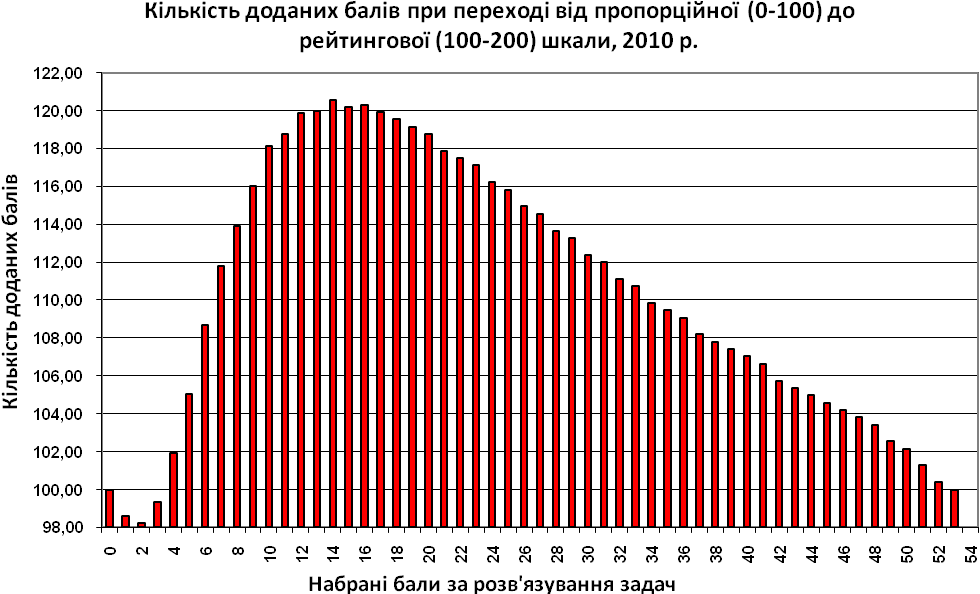 Кількість доданих балів при переході від пропорційної (0-100) до
рейтингової (100-200) шкали, 2010 р.
Кількість доданих балів
122,00
120,00
118,00
116,00
114,00
112,00
110,00
108,00
106,00
104,00
102,00
100,00
98,00
0 2 4 6 8 10 12 14 16 18 20 22 24 26 28 30 32 34 36 38 40 42 44 46 48 50 52 54
Набрані бали за розв'язування задач